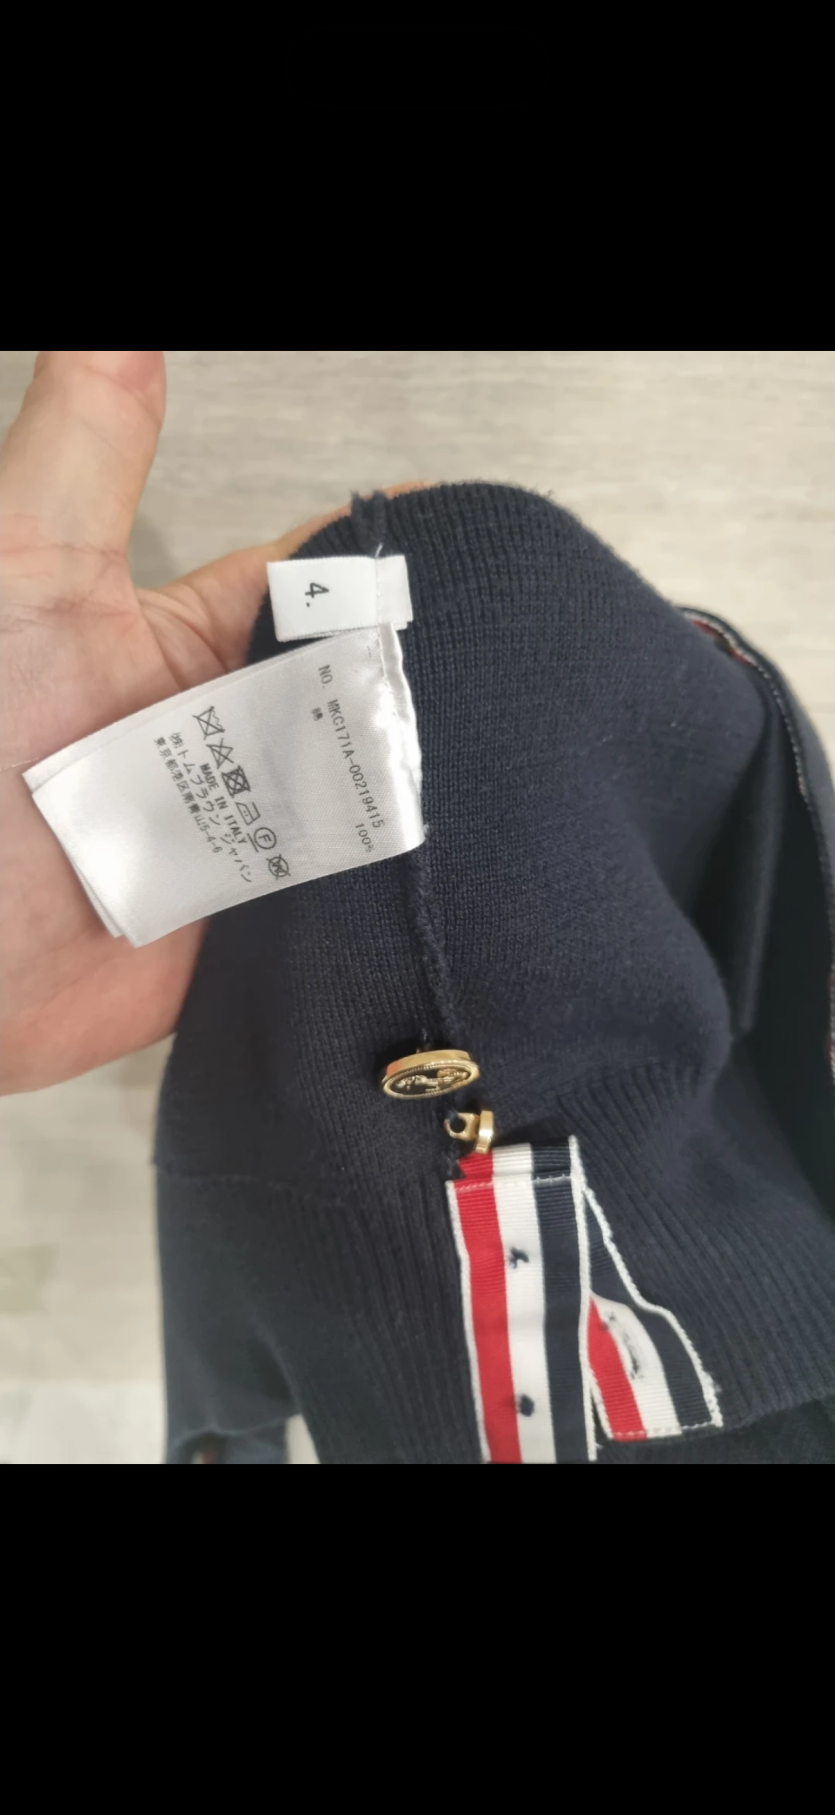 4.
NO. MKC171A-00219415
綿 100%
MADE IN ITALY
㈱トムブラウン ジャパン
東京都港区南青山5-4-6